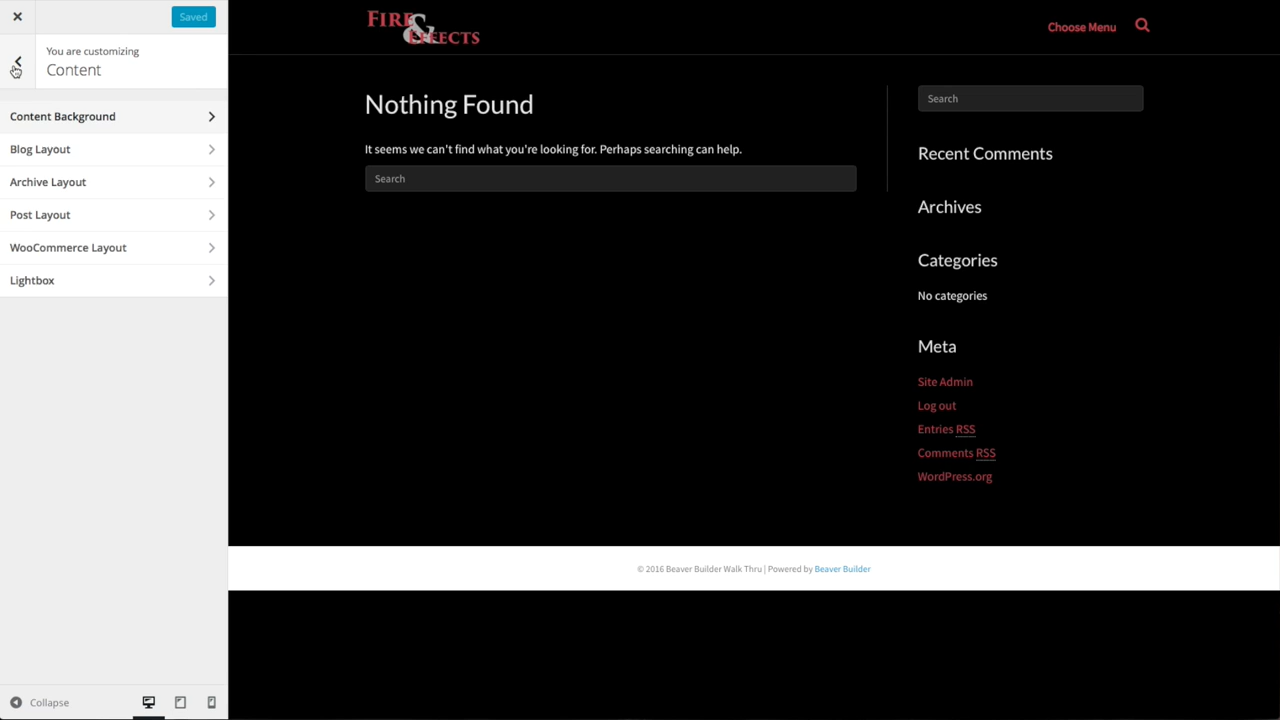 Saved
You are customizing
Content
Content Background
Blog Layout
Archive Layout
Post Layout
WooCommerce Layout
Lightbox
Collapse
FIRE
& EFFECTS
Choose Menu
Nothing Found
It seems we can't find what you're looking for. Perhaps searching can help.
Search
Search
Recent Comments
Archives
Categories
No categories
Meta
Site Admin
Log out
Entries RSS
Comments RSS
WordPress.org
© 2016 Beaver Builder Walk Thru | Powered by Beaver Builder